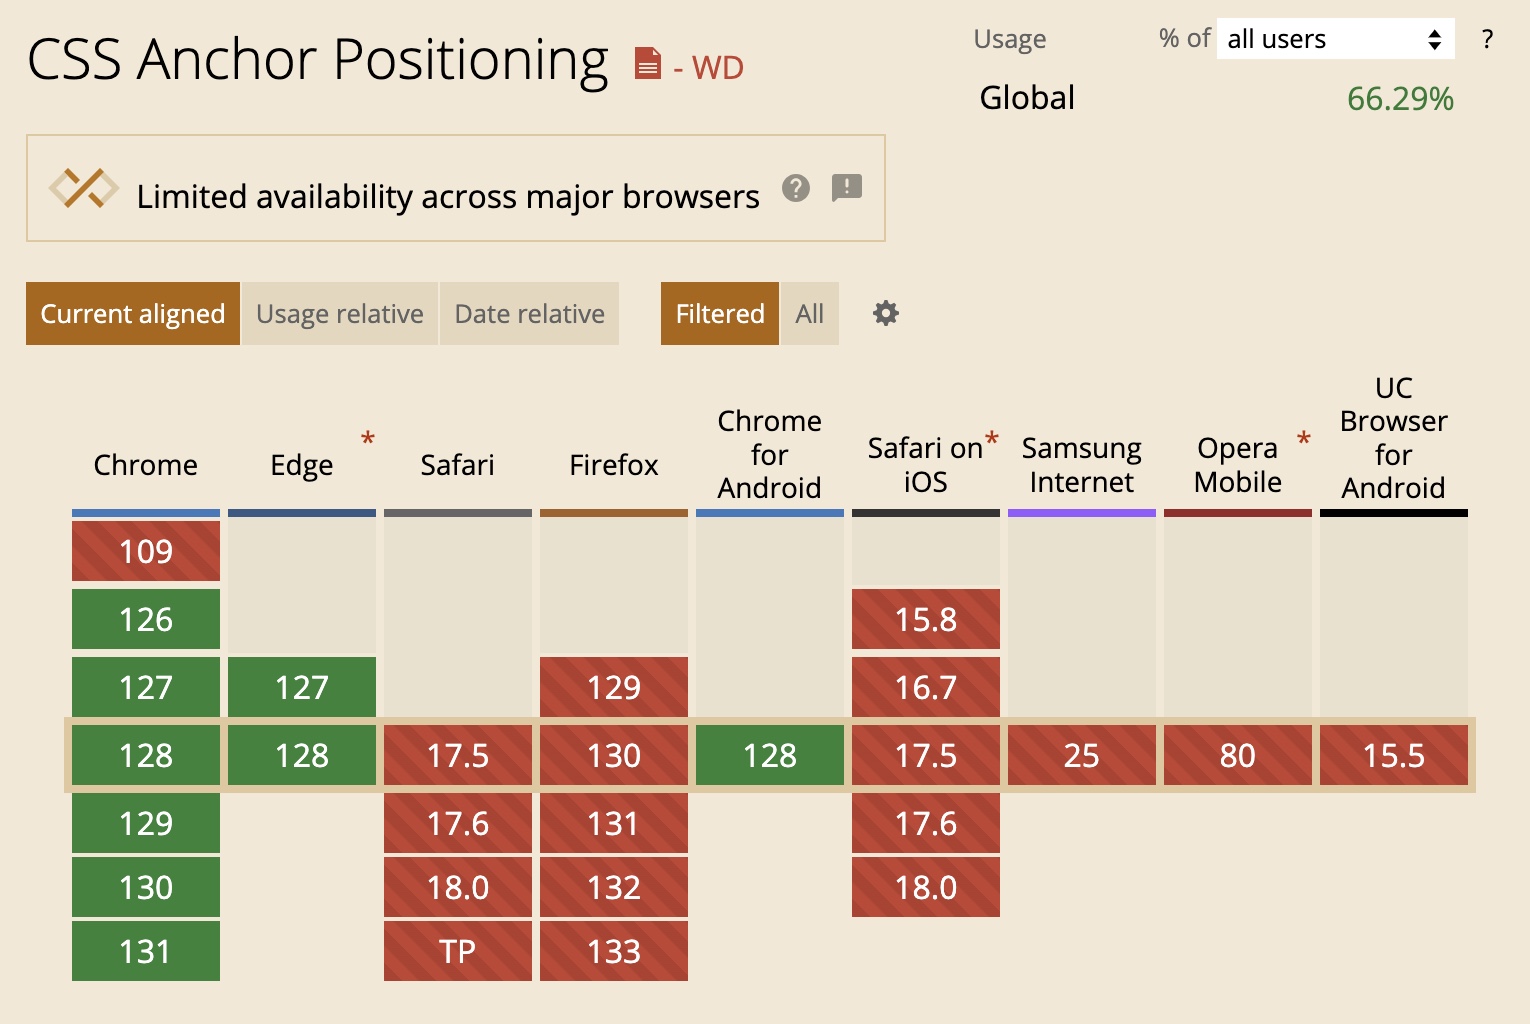 CSS Anchor Positioning - WD
Usage % of all users ?
Global 66.29%
Limited availability across major browsers ? !
Current aligned Usage relative Date relative Filtered All
Chrome
Edge *
Safari
Firefox
Chrome
for
Android
Safari on *
iOS
Samsung
Internet
Opera *
Mobile
UC
Browser
for
Android
109
126 15.8
127 127 129 16.7
128 128 17.5 130 128 17.5 25 80 15.5
129 17.6 131 17.6
130 18.0 132 18.0
131 TP 133